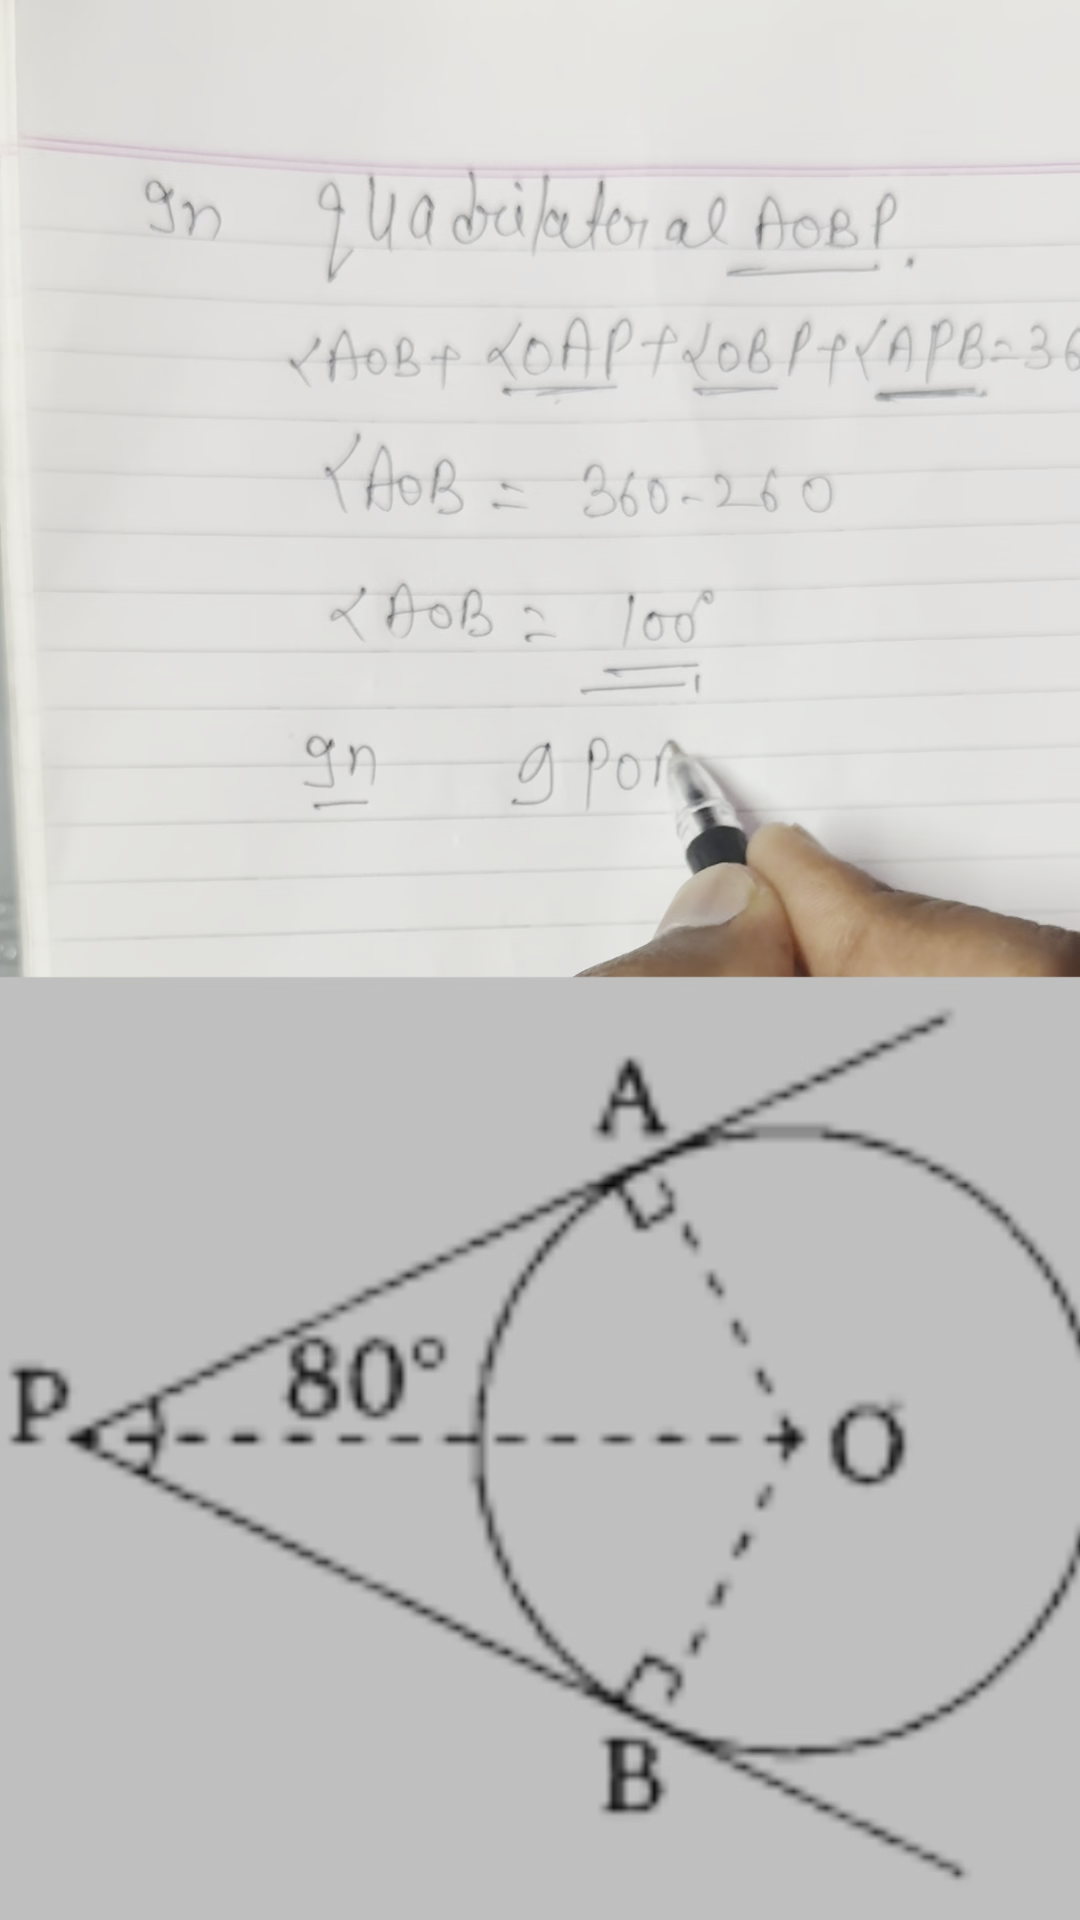 In quadrilateral AOBP.
∠AOB + ∠OAP + ∠OBP + ∠APB = 36
∠AOB = 360 - 260
∠AOB = 100°
In
A
80°
P
O
B